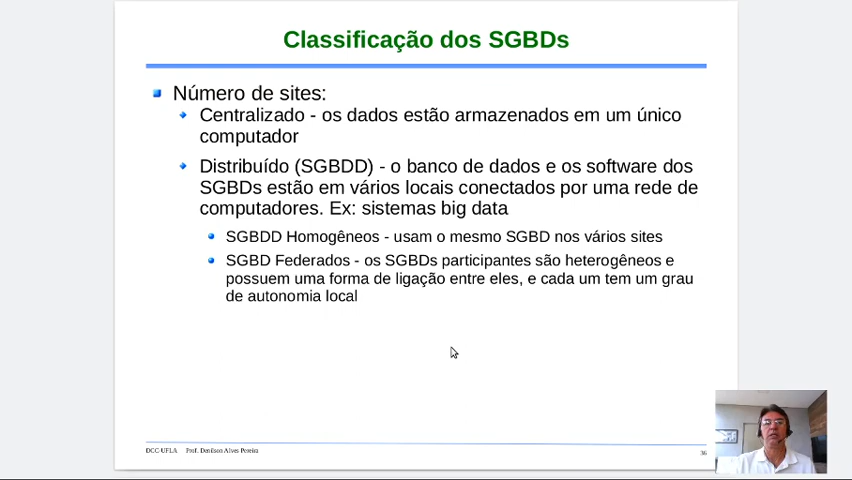 Classificação dos SGBDs
Número de sites:
Centralizado - os dados estão armazenados em um único
computador
Distribuído (SGBDD) - o banco de dados e os software dos
SGBDs estão em vários locais conectados por uma rede de
computadores. Ex: sistemas big data
SGBDD Homogêneos - usam o mesmo SGBD nos vários sites
SGBD Federados - os SGBDs participantes são heterogêneos e
possuem uma forma de ligação entre eles, e cada um tem um grau
de autonomia local
DCC-UFLA Prof. Denilson Alves Pereira
36